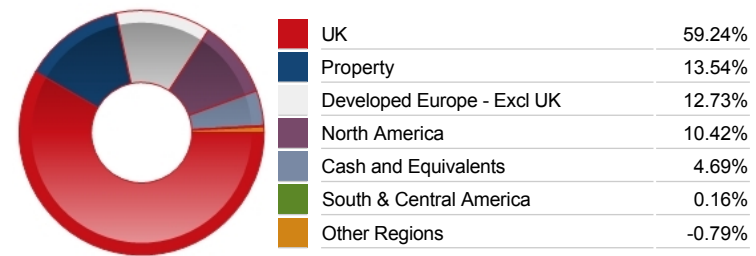 UK 59.24%
Property 13.54%
Developed Europe - Excl UK 12.73%
North America 10.42%
Cash and Equivalents 4.69%
South & Central America 0.16%
Other Regions -0.79%